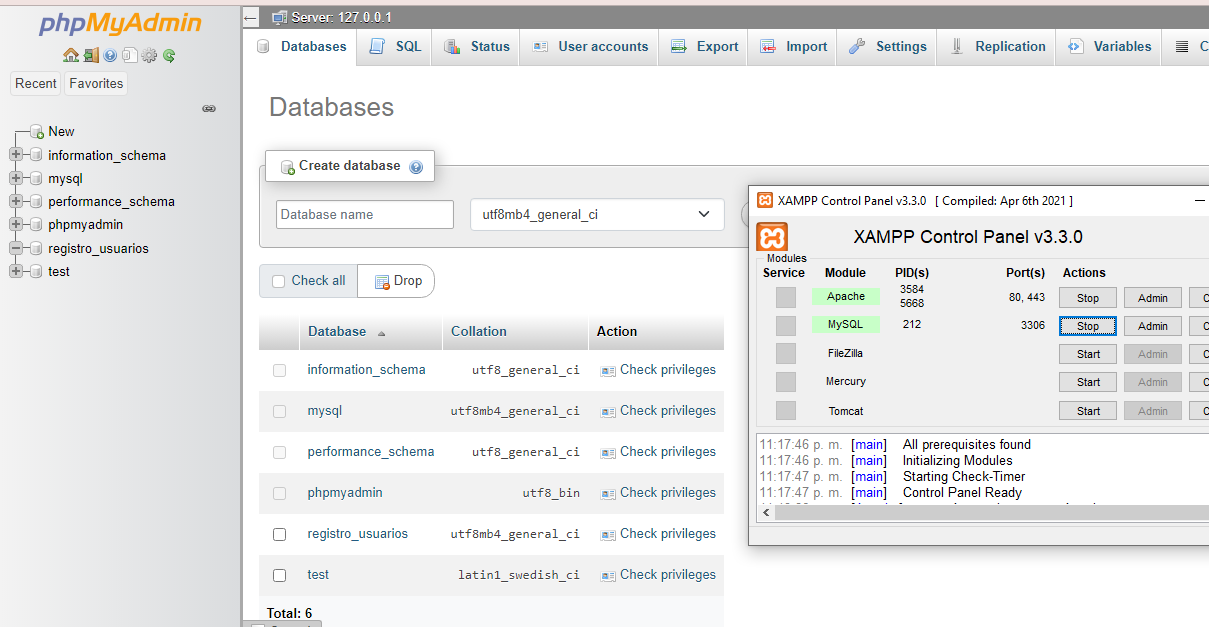 phpMyAdmin
Recent Favorites
New
information_schema
mysql
performance_schema
phpmyadmin
registro_usuarios
test
Server: 127.0.0.1
Databases SQL Status User accounts Export Import Settings Replication Variables
Databases
Create database
Database name utf8mb4_general_ci
Check all Drop
Database Collation Action
information_schema utf8_general_ci Check privileges
mysql utf8mb4_general_ci Check privileges
performance_schema utf8_general_ci Check privileges
phpmyadmin utf8_bin Check privileges
registro_usuarios utf8mb4_general_ci Check privileges
test latin1_swedish_ci Check privileges
Total: 6
XAMPP Control Panel v3.3.0 [ Compiled: Apr 6th 2021 ]
XAMPP Control Panel v3.3.0
Modules
Service Module PID(s) Port(s) Actions
Apache 3584 5668 80, 443 Stop Admin
MySQL 212 3306 Stop Admin
FileZilla Start Admin
Mercury Start Admin
Tomcat Start Admin
11:17:46 p. m. [main] All prerequisites found
11:17:46 p. m. [main] Initializing Modules
11:17:47 p. m. [main] Starting Check-Timer
11:17:47 p. m. [main] Control Panel Ready